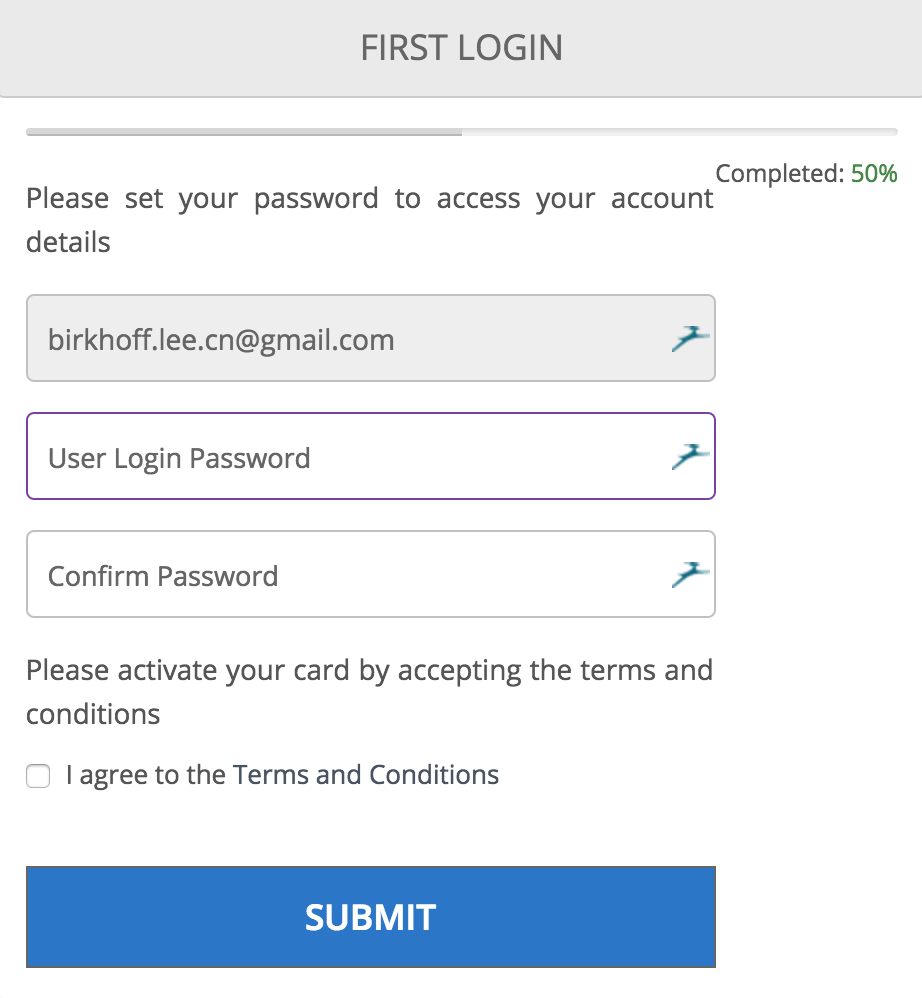 FIRST LOGIN
Completed: 50%
Please set your password to access your account
details
birkhoff.lee.cn@gmail.com
User Login Password
Confirm Password
Please activate your card by accepting the terms and
conditions
I agree to the Terms and Conditions
SUBMIT